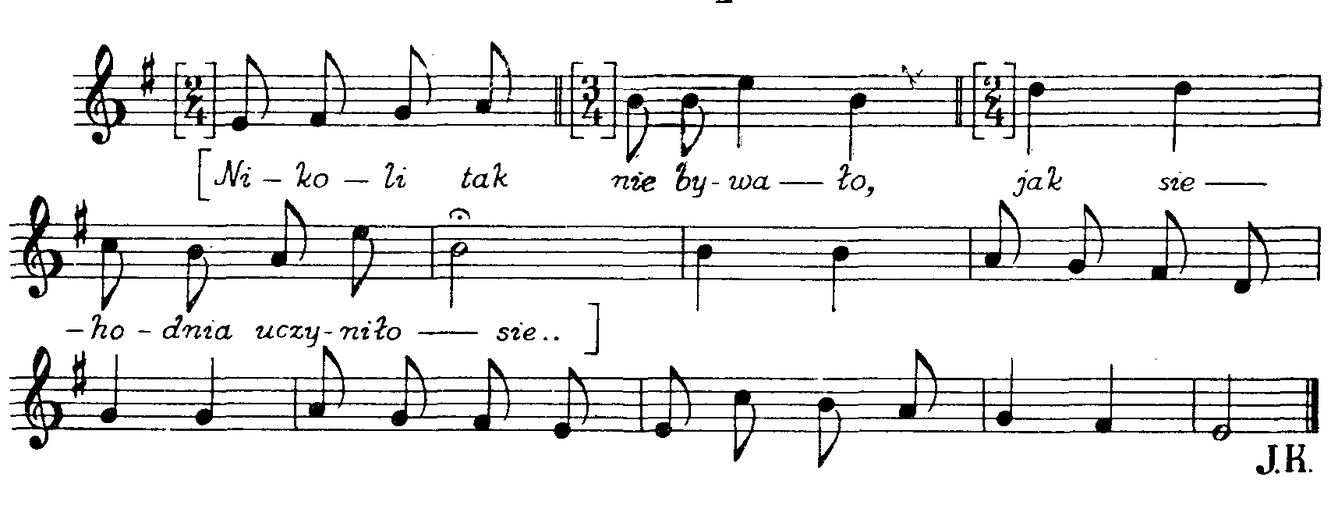 [Ni – ko – li tak nie by-wa — ło, jak sie —
– ho – dnia uczy-niło — sie.. ]
J.K.